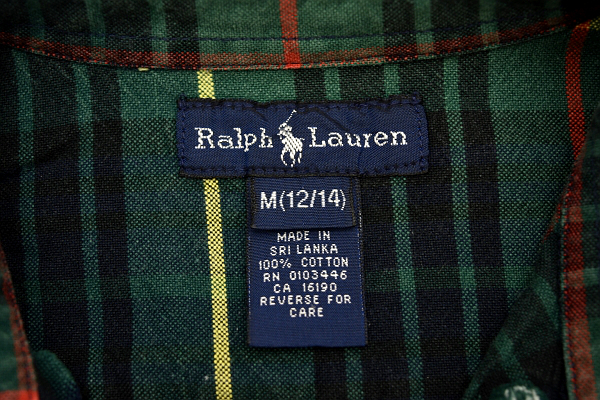 Ralph Lauren
M(12/14)
MADE IN
SRI LANKA
100% COTTON
RN 0103446
CA 16190
REVERSE FOR
CARE